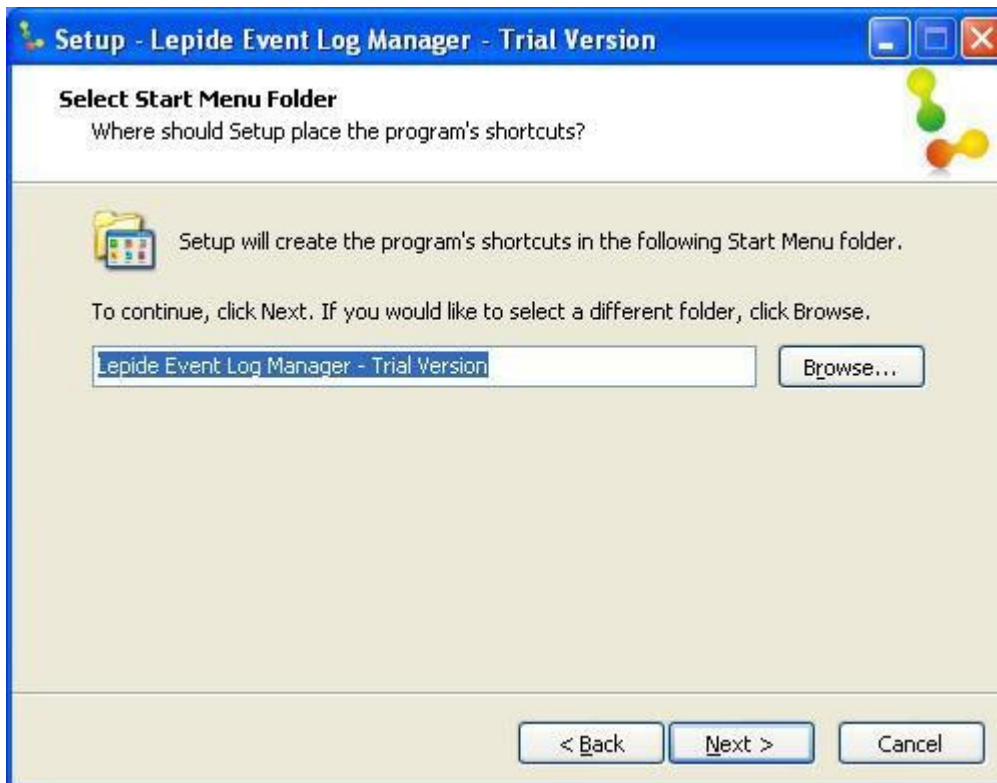 Setup - Lepide Event Log Manager - Trial Version
Select Start Menu Folder
Where should Setup place the program's shortcuts?
Setup will create the program's shortcuts in the following Start Menu folder.
To continue, click Next. If you would like to select a different folder, click Browse.
Lepide Event Log Manager - Trial Version
Browse...
< Back
Next >
Cancel